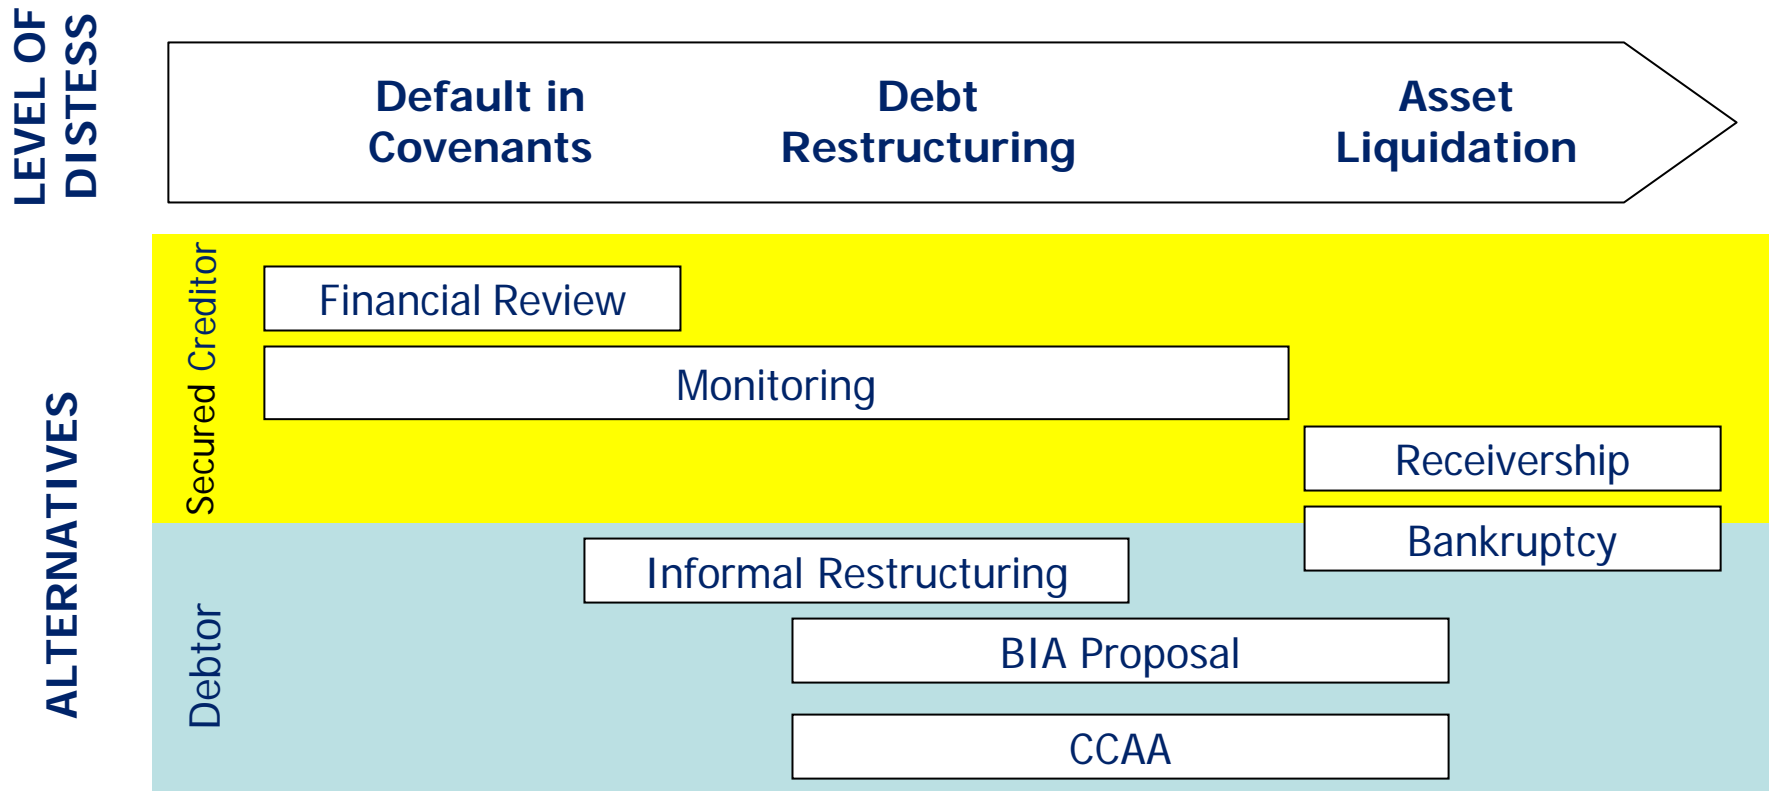 LEVEL OF
DISTESS
Default in
Covenants
Debt
Restructuring
Asset
Liquidation
ALTERNATIVES
Secured Creditor
Financial Review
Monitoring
Receivership
Bankruptcy
Debtor
Informal Restructuring
BIA Proposal
CCAA